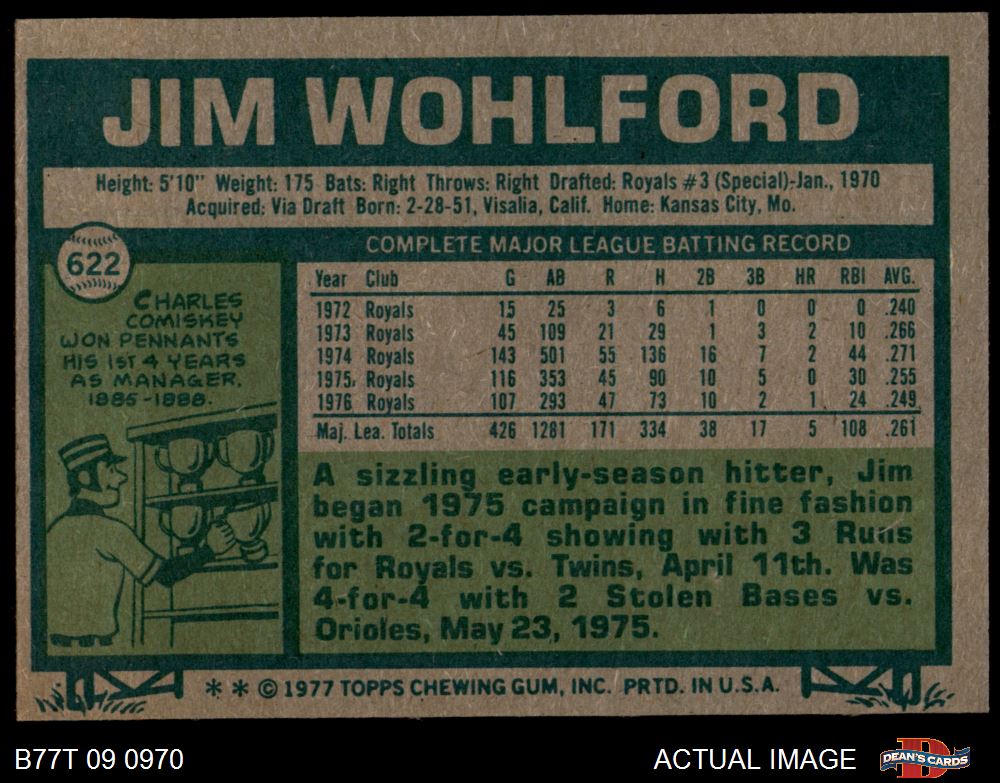 JIM WOHLFORD
Height: 5'10" Weight: 175 Bats: Right Throws: Right Drafted: Royals #3 (Special)-Jan., 1970
Acquired: Via Draft Born: 2-28-51, Visalia, Calif. Home: Kansas City, Mo.
622
CHARLES
COMISKEY
WON PENNANTS
HIS 1ST 4 YEARS
AS MANAGER.
1885-1888.
COMPLETE MAJOR LEAGUE BATTING RECORD
Year Club G AB R H 2B 3B HR RBI AVG.
1972 Royals 15 25 3 6 1 0 0 0 .240
1973 Royals 45 109 21 29 1 3 2 10 .266
1974 Royals 143 501 55 136 16 7 2 44 .271
1975 Royals 116 353 45 90 10 5 0 30 .255
1976 Royals 107 293 47 73 10 2 1 24 .249
Maj. Lea. Totals 426 1281 171 334 38 17 5 108 .261
A sizzling early-season hitter, Jim
began 1975 campaign in fine fashion
with 2-for-4 showing with 3 Runs
for Royals vs. Twins, April 11th. Was
4-for-4 with 2 Stolen Bases vs.
Orioles, May 23, 1975.
* * © 1977 TOPPS CHEWING GUM, INC. PRTD. IN U.S.A.
B77T 09 0970
ACTUAL IMAGE
DEAN'S CARDS